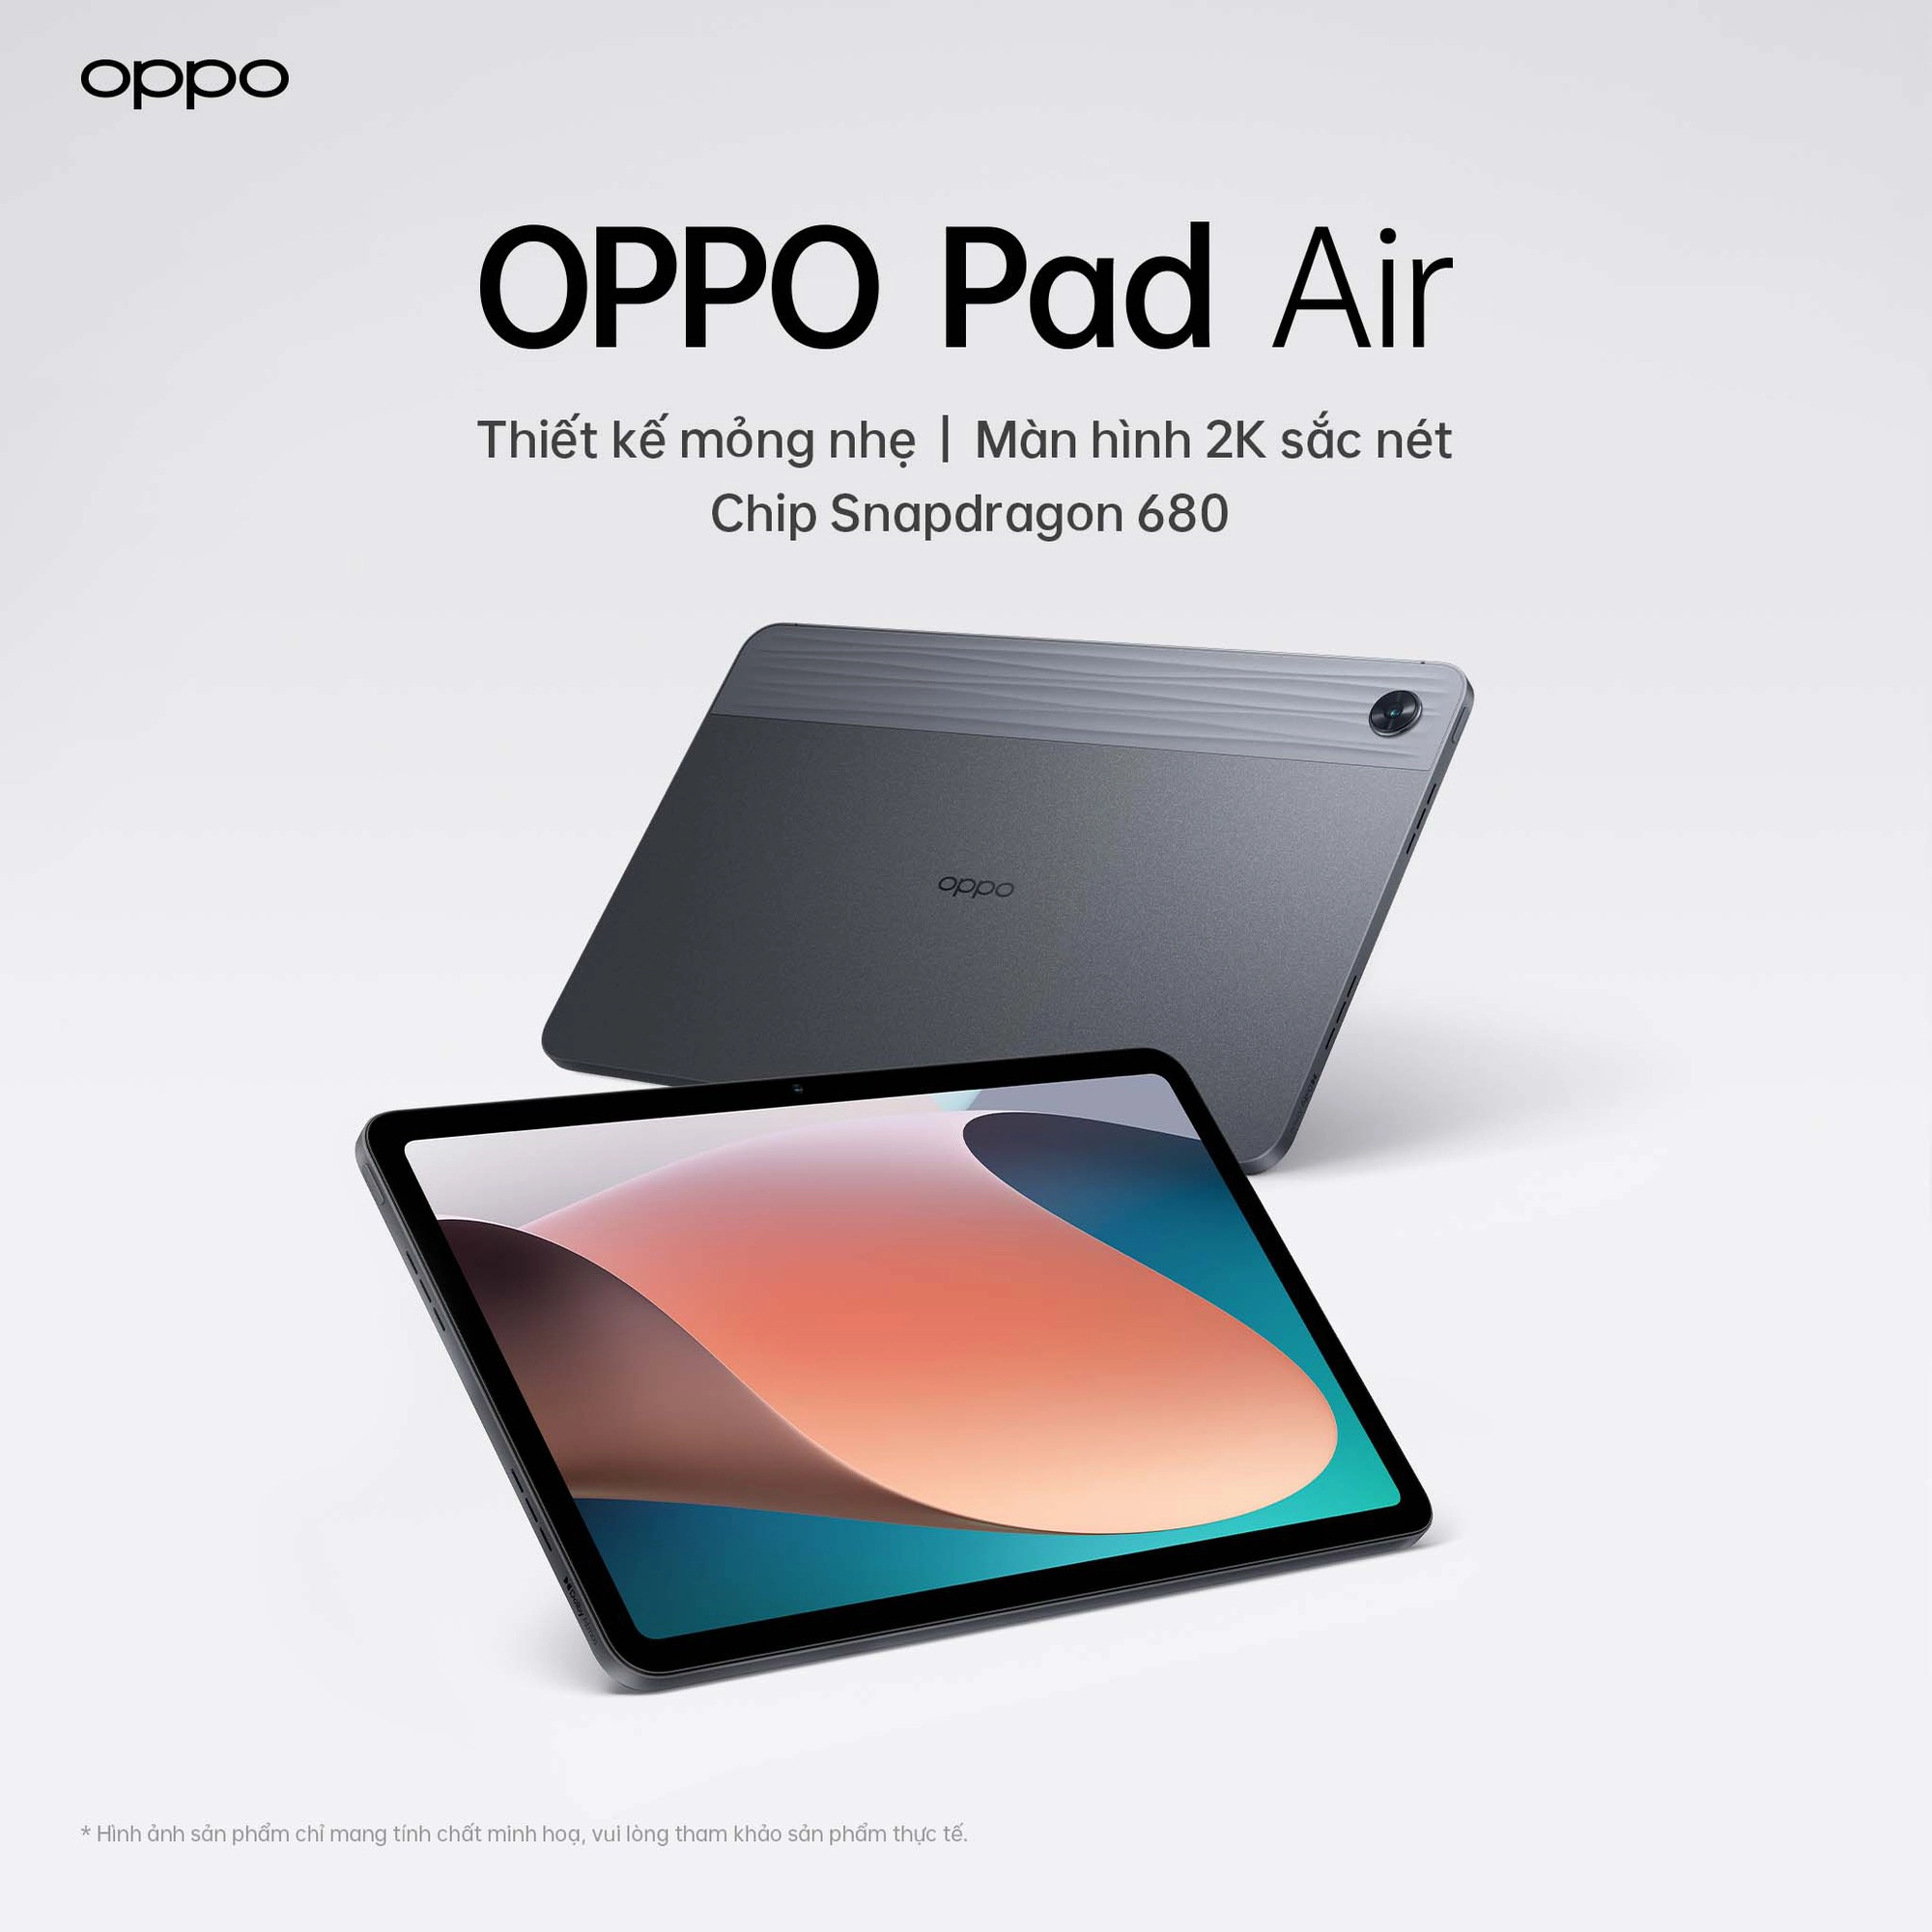 oppo
OPPO Pad Air
Thiết kế mỏng nhẹ | Màn hình 2K sắc nét
Chip Snapdragon 680
oppo
* Hình ảnh sản phẩm chỉ mang tính chất minh hoạ, vui lòng tham khảo sản phẩm thực tế.